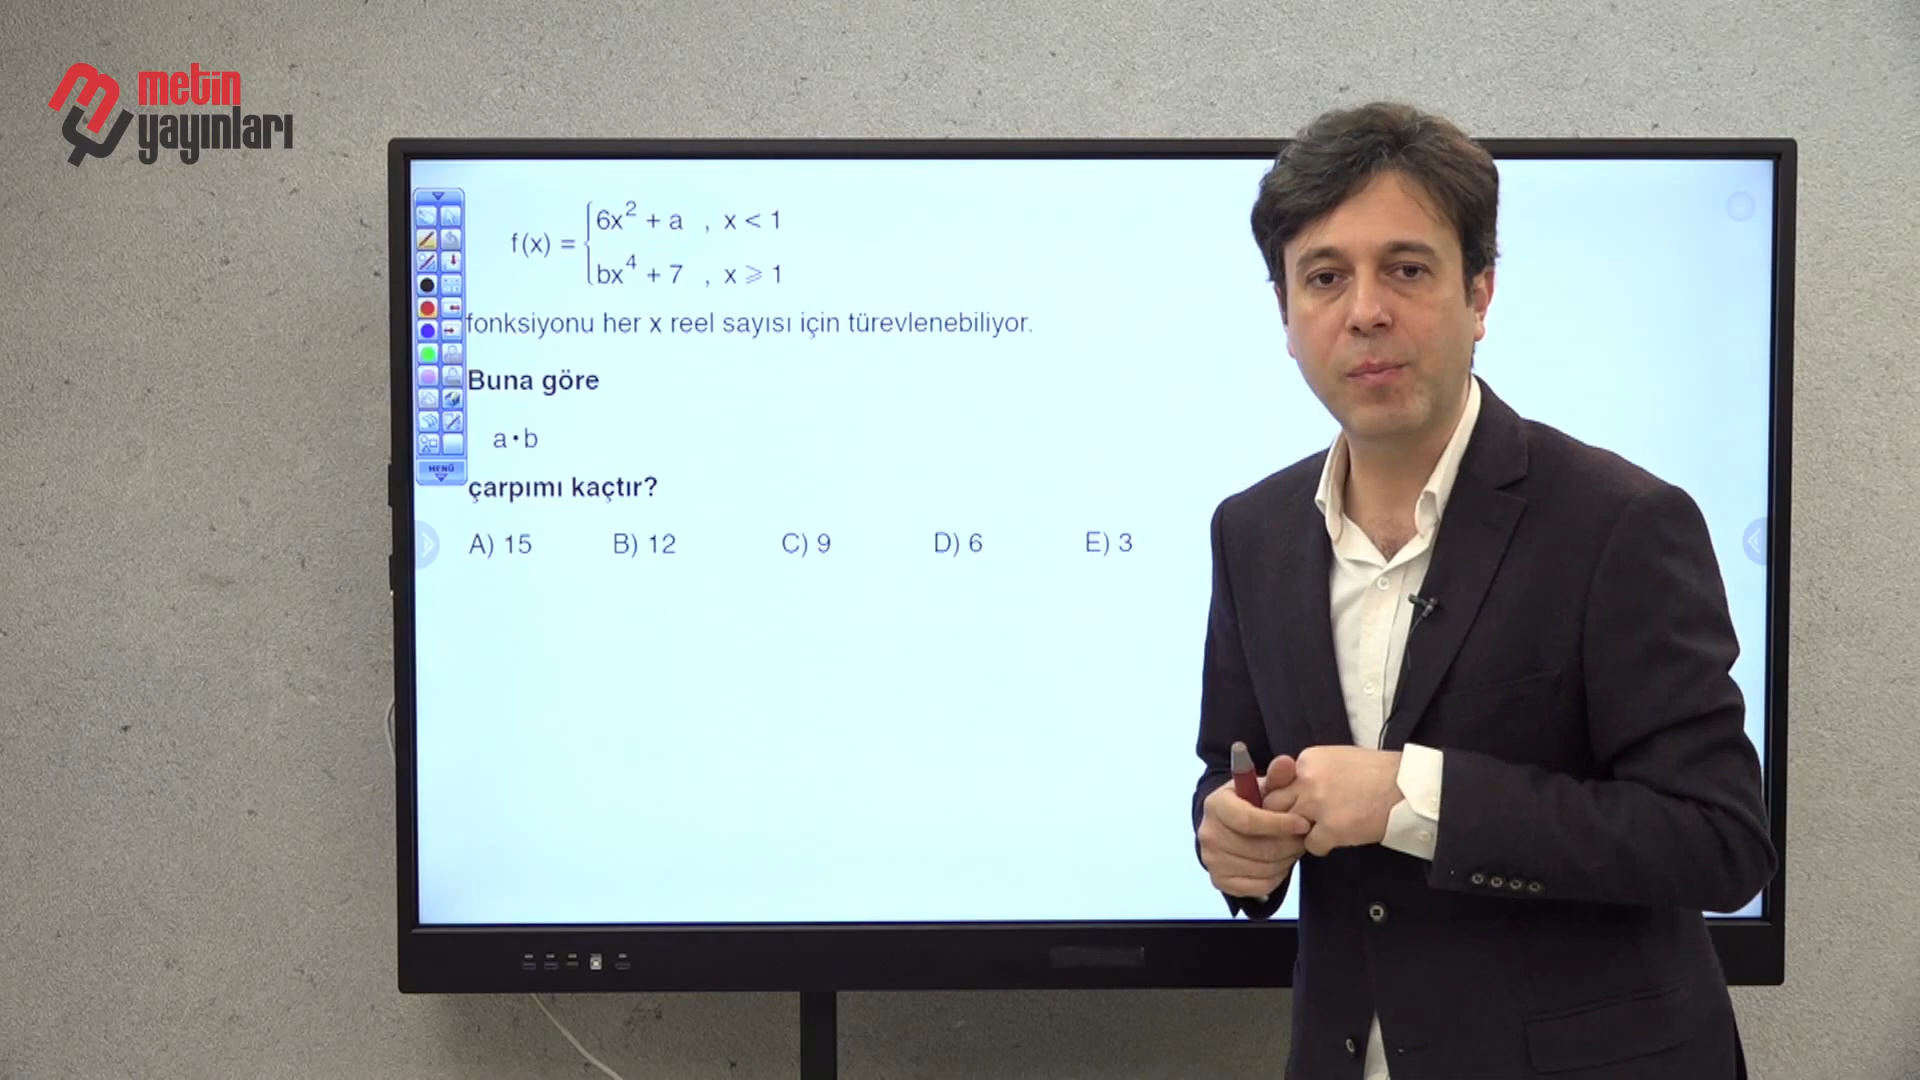 metin
yayınları
f(x) = { 6x² + a , x < 1
bx⁴ + 7 , x ⩾ 1
fonksiyonu her x reel sayısı için türevlenebiliyor.
Buna göre
a·b
MENÜ
çarpımı kaçtır?
A) 15 B) 12 C) 9 D) 6 E) 3